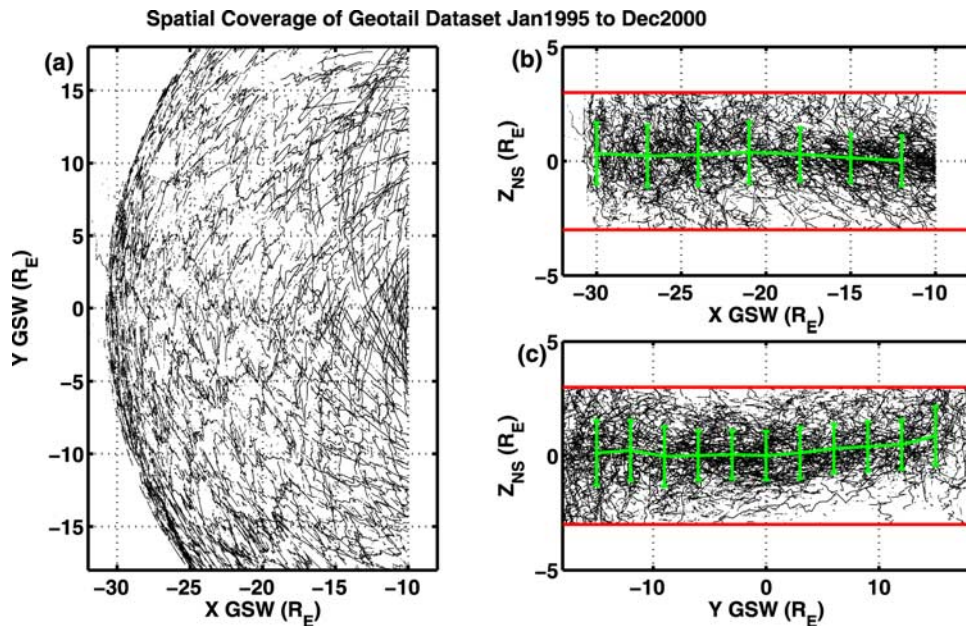 Spatial Coverage of Geotail Dataset Jan1995 to Dec2000
(a)
15
10
5
0
−5
−10
−15
Y GSW (R_E)
−30 −25 −20 −15 −10
X GSW (R_E)
(b)
5
0
−5
Z_NS (R_E)
−30 −25 −20 −15 −10
X GSW (R_E)
(c)
5
0
−5
Z_NS (R_E)
−10 0 10
Y GSW (R_E)